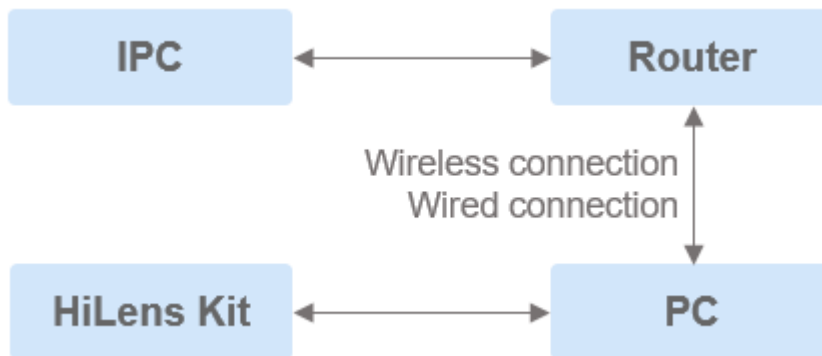 IPC
Router
Wireless connection
Wired connection
HiLens Kit
PC